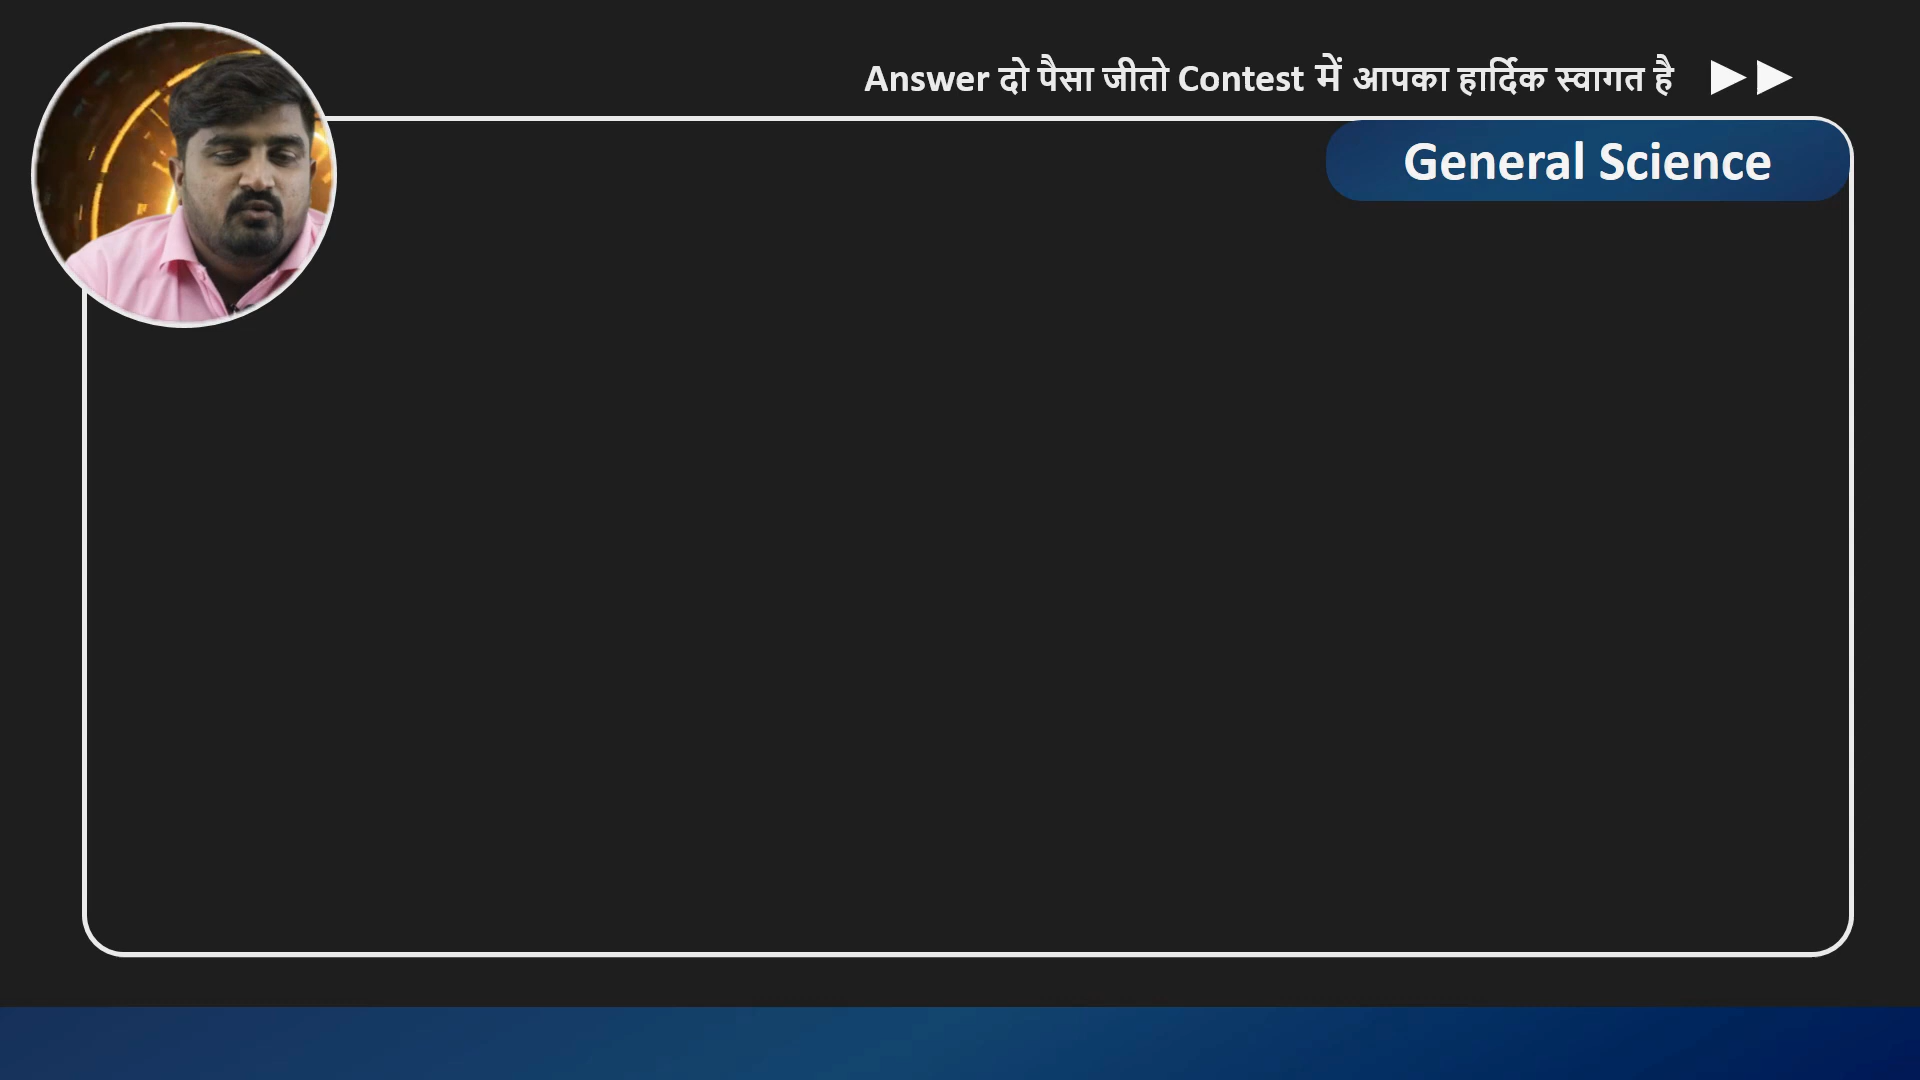 Answer दो पैसा जीतो Contest में आपका हार्दिक स्वागत है
General Science